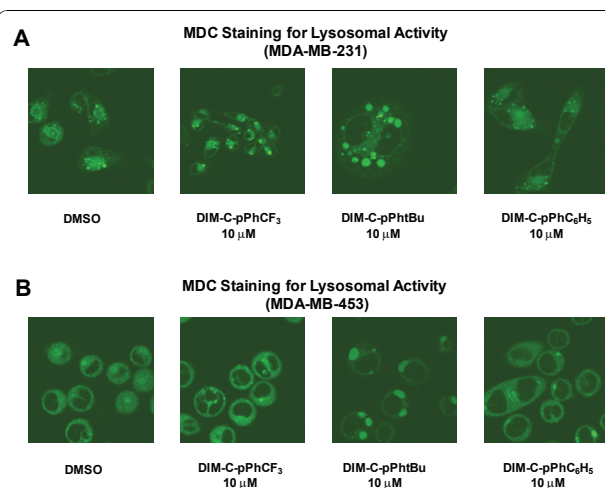 A
MDC Staining for Lysosomal Activity
(MDA-MB-231)
DMSO
DIM-C-pPhCF₃
10 μM
DIM-C-pPhtBu
10 μM
DIM-C-pPhC₆H₅
10 μM
B
MDC Staining for Lysosomal Activity
(MDA-MB-453)
DMSO
DIM-C-pPhCF₃
10 μM
DIM-C-pPhtBu
10 μM
DIM-C-pPhC₆H₅
10 μM